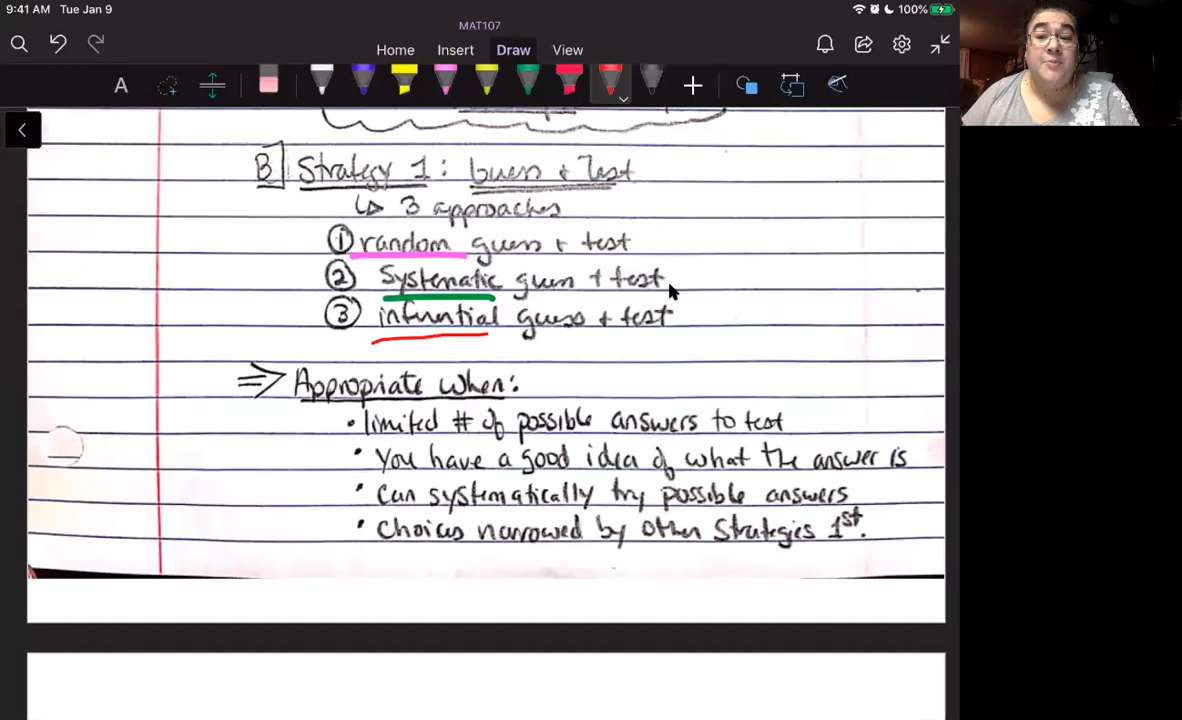 9:41 AM Tue Jan 9
100%
MAT107
Home Insert Draw View
A
B Strategy 1: Guess + Test
↳ 3 approaches
① random guess + test
② Systematic guess + test
③ inferential guess + test
⇒ Appropriate When:
• limited # of possible answers to test
• You have a good idea of what the answer is
• Can systematically try possible answers
• Choices narrowed by other Strategies 1st.